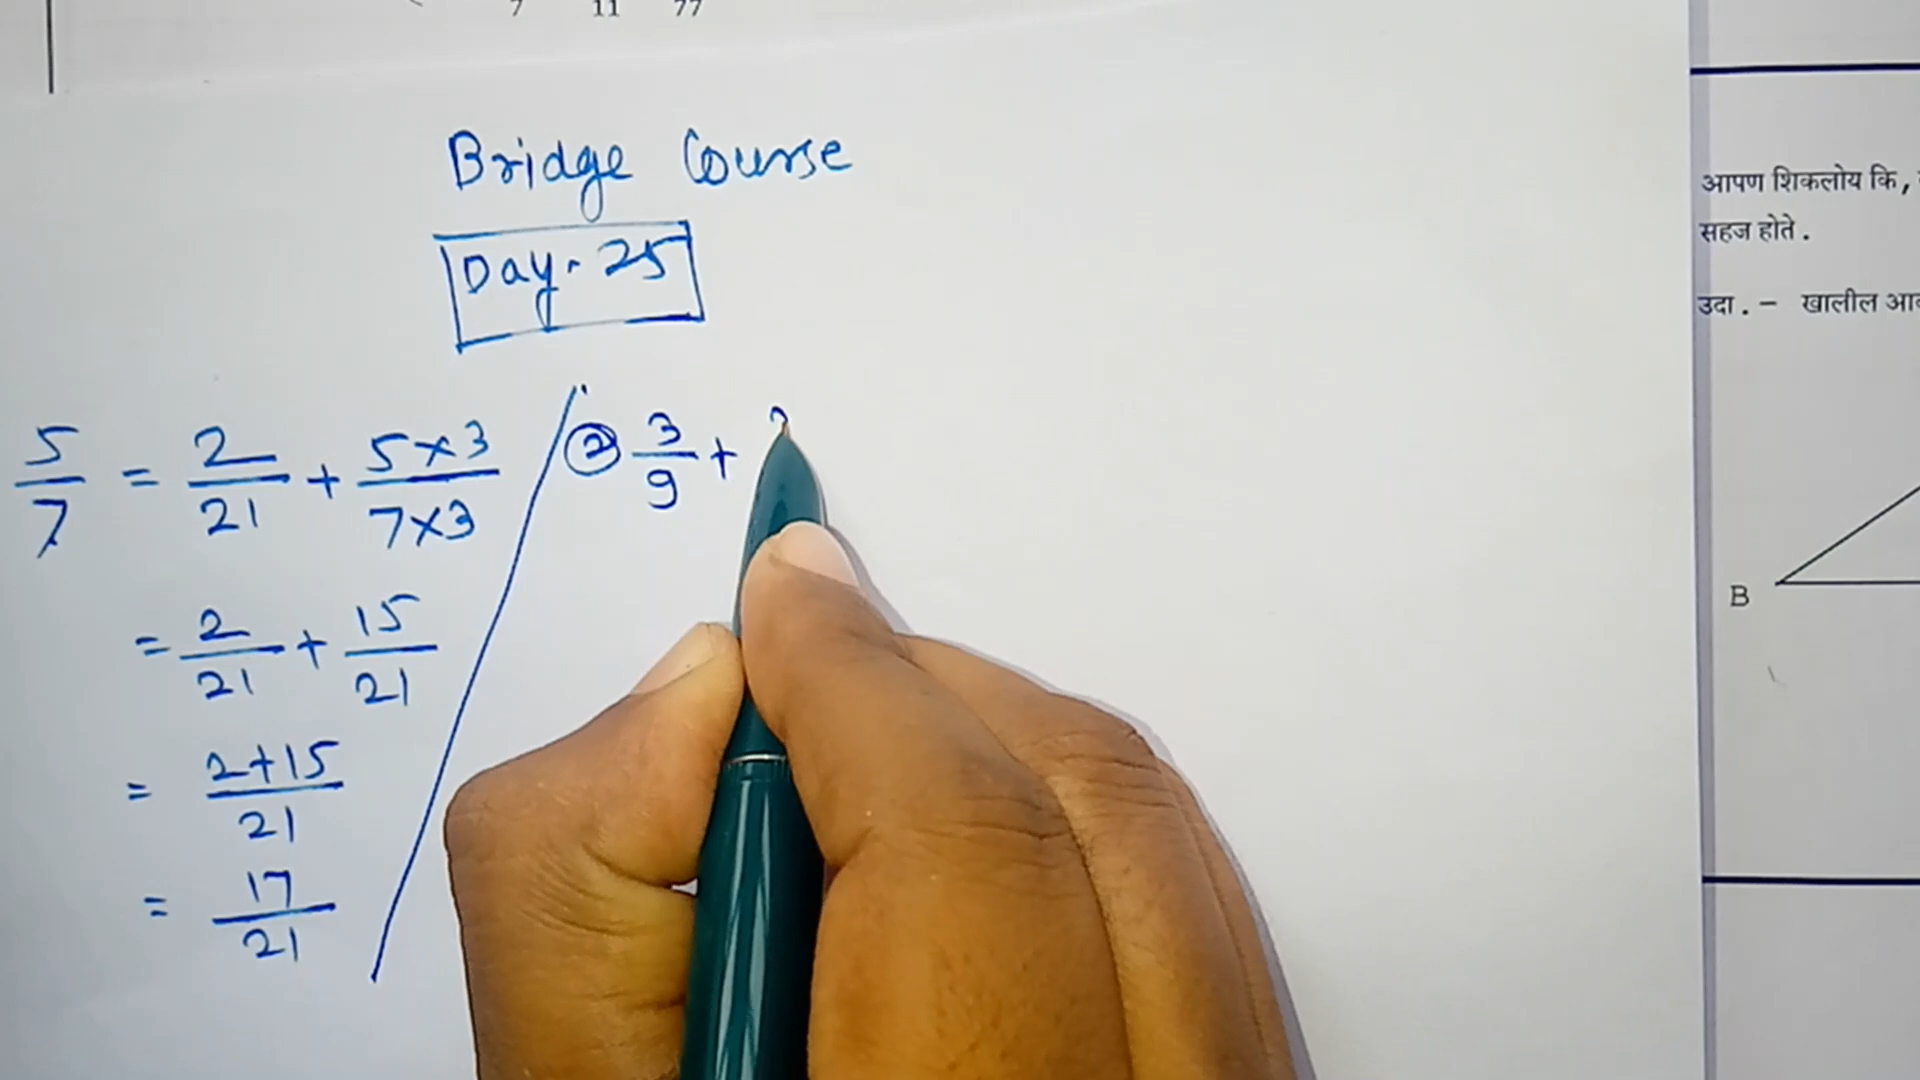 7 11 77
Bridge Course
Day - 25
5/7 = 2/21 + 5×3/7×3
= 2/21 + 15/21
= 2+15/21
= 17/21
② 3/9 +
आपण शिकलोय कि,
सहज होते .
उदा . – खालील
B